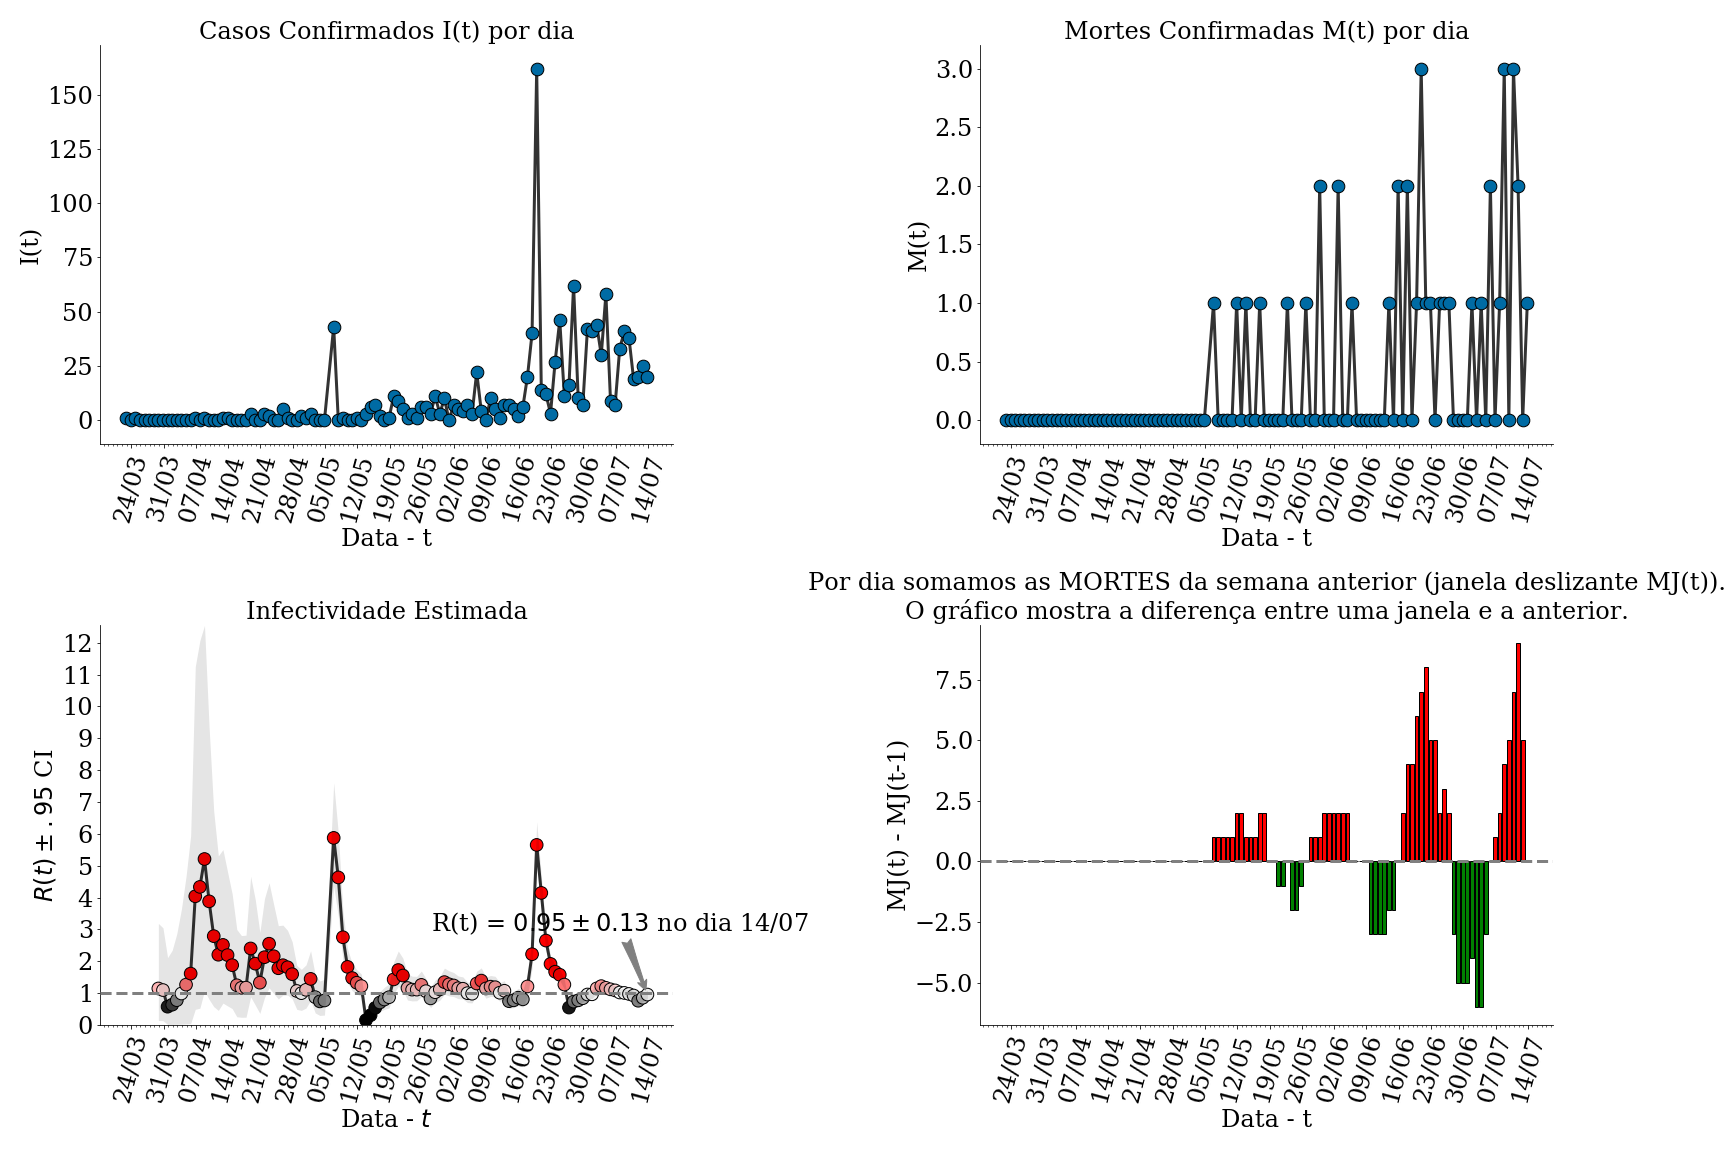 Casos Confirmados I(t) por dia
I(t)
150
125
100
75
50
25
0
24/03 31/03 07/04 14/04 21/04 28/04 05/05 12/05 19/05 26/05 02/06 09/06 16/06 23/06 30/06 07/07 14/07
Data - t
Mortes Confirmadas M(t) por dia
M(t)
3.0
2.5
2.0
1.5
1.0
0.5
0.0
24/03 31/03 07/04 14/04 21/04 28/04 05/05 12/05 19/05 26/05 02/06 09/06 16/06 23/06 30/06 07/07 14/07
Data - t
Infectividade Estimada
R(t) ± .95 CI
12
11
10
9
8
7
6
5
4
3
2
1
0
R(t) = 0.95 ± 0.13 no dia 14/07
24/03 31/03 07/04 14/04 21/04 28/04 05/05 12/05 19/05 26/05 02/06 09/06 16/06 23/06 30/06 07/07 14/07
Data - t
Por dia somamos as MORTES da semana anterior (janela deslizante MJ(t)).
O gráfico mostra a diferença entre uma janela e a anterior.
MJ(t) - MJ(t-1)
7.5
5.0
2.5
0.0
−2.5
−5.0
24/03 31/03 07/04 14/04 21/04 28/04 05/05 12/05 19/05 26/05 02/06 09/06 16/06 23/06 30/06 07/07 14/07
Data - t